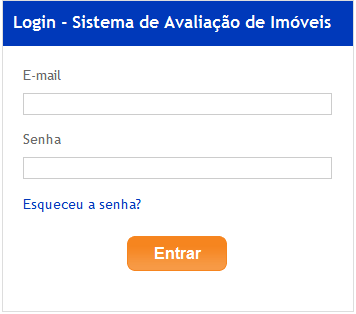 Login - Sistema de Avaliação de Imóveis
E-mail
Senha
Esqueceu a senha?
Entrar